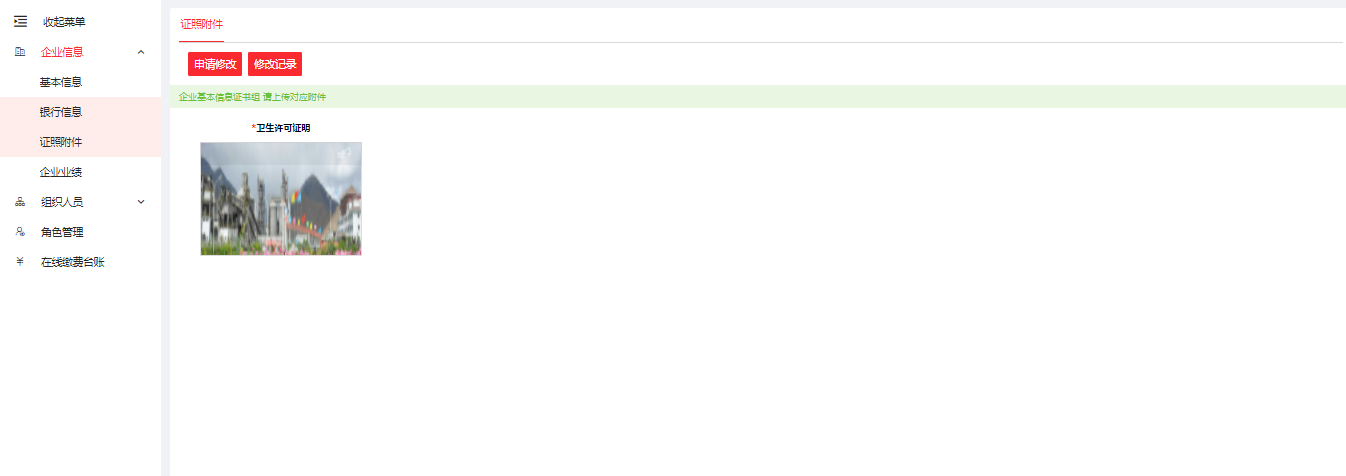 收起菜单
企业信息
基本信息
银行信息
证照附件
企业业绩
组织人员
角色管理
在线缴费台账
证照附件
申请修改 修改记录
企业基本信息证书组 请上传对应附件
*卫生许可证明